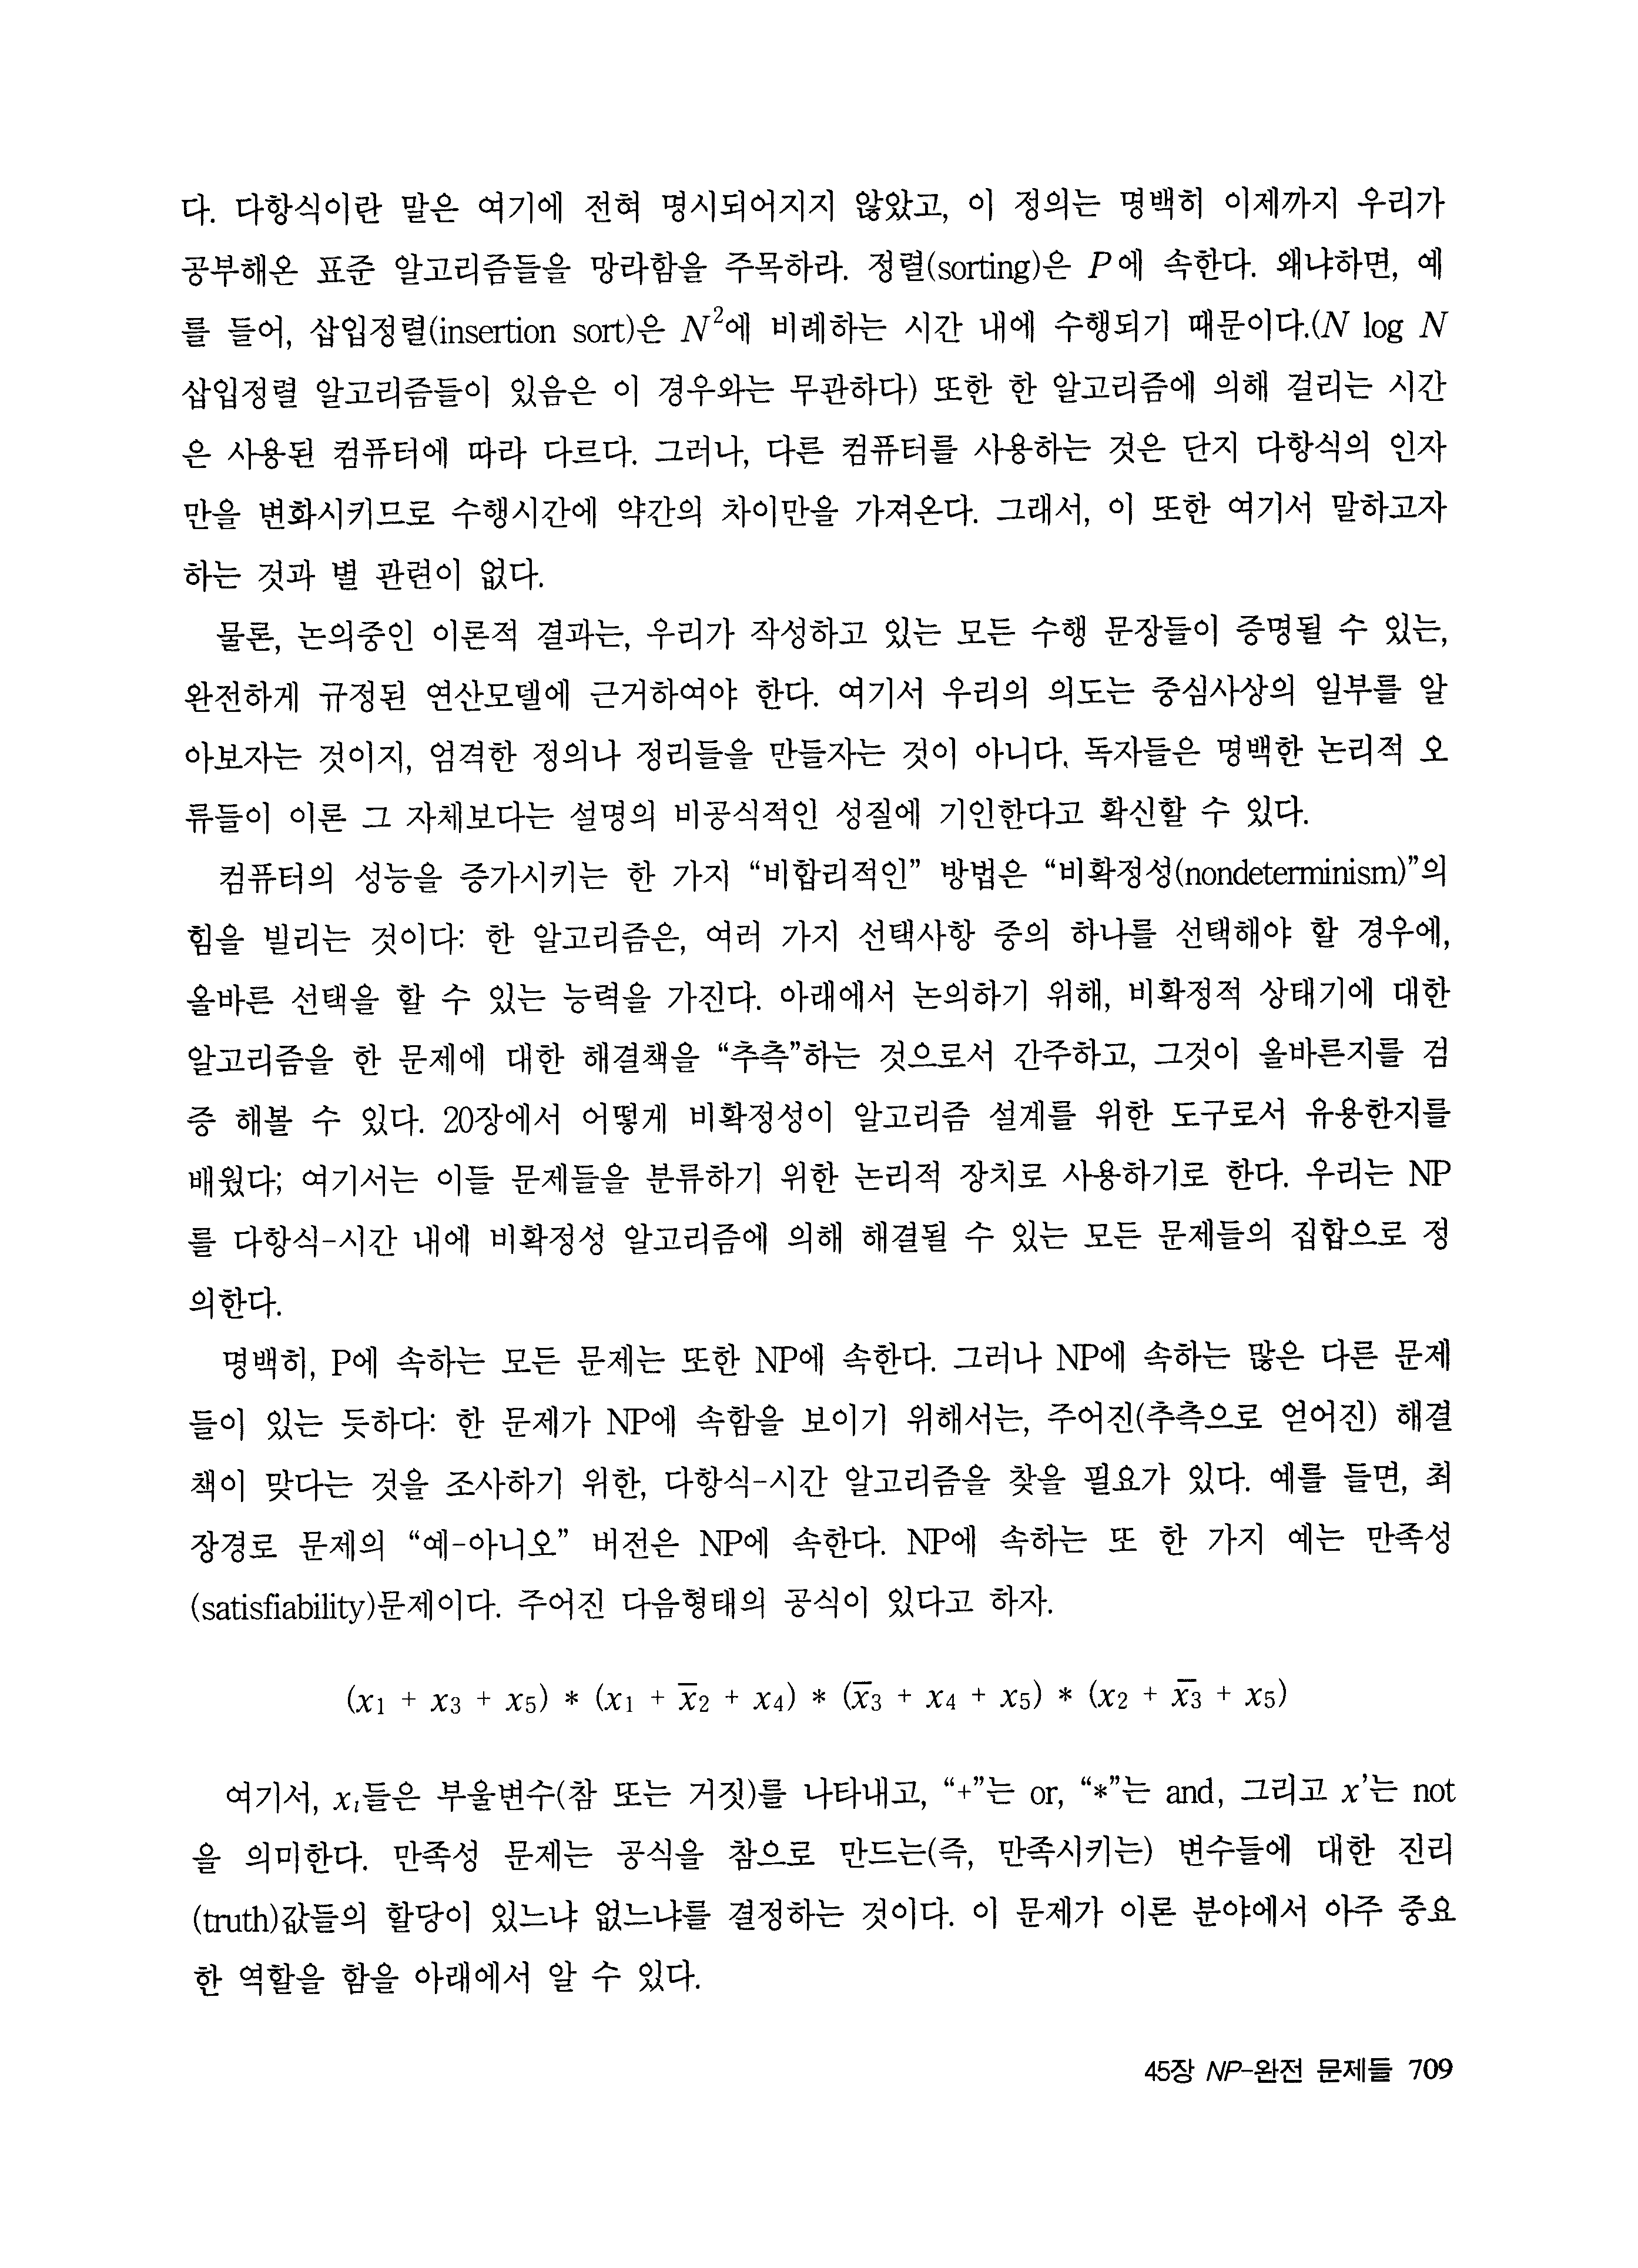 다. 다항식이란 말은 여기에 전혀 명시되어지지 않았고, 이 정의는 명백히 이제까지 우리가
공부해온 표준 알고리즘들을 망라함을 주목하라. 정렬(sorting)은 P에 속한다. 왜냐하면, 예
를 들어, 삽입정렬(insertion sort)은 N²에 비례하는 시간 내에 수행되기 때문이다.(N log N
삽입정렬 알고리즘들이 있음은 이 경우와는 무관하다) 또한 한 알고리즘에 의해 걸리는 시간
은 사용된 컴퓨터에 따라 다르다. 그러나, 다른 컴퓨터를 사용하는 것은 단지 다항식의 인자
만을 변화시키므로 수행시간에 약간의 차이만을 가져온다. 그래서, 이 또한 여기서 말하고자
하는 것과 별 관련이 없다.
물론, 논의중인 이론적 결과는, 우리가 작성하고 있는 모든 수행 문장들이 증명될 수 있는,
완전하게 규정된 연산모델에 근거하여야 한다. 여기서 우리의 의도는 중심사상의 일부를 알
아보자는 것이지, 엄격한 정의나 정리들을 만들자는 것이 아니다. 독자들은 명백한 논리적 오
류들이 이론 그 자체보다는 설명의 비공식적인 성질에 기인한다고 확신할 수 있다.
컴퓨터의 성능을 증가시키는 한 가지 “비합리적인” 방법은 “비확정성(nondeterminism)”의
힘을 빌리는 것이다: 한 알고리즘은, 여러 가지 선택사항 중의 하나를 선택해야 할 경우에,
올바른 선택을 할 수 있는 능력을 가진다. 아래에서 논의하기 위해, 비확정적 상태기에 대한
알고리즘을 한 문제에 대한 해결책을 “추측”하는 것으로서 간주하고, 그것이 올바른지를 검
증 해볼 수 있다. 20장에서 어떻게 비확정성이 알고리즘 설계를 위한 도구로서 유용한지를
배웠다; 여기서는 이들 문제들을 분류하기 위한 논리적 장치로 사용하기로 한다. 우리는 NP
를 다항식-시간 내에 비확정성 알고리즘에 의해 해결될 수 있는 모든 문제들의 집합으로 정
의한다.
명백히, P에 속하는 모든 문제는 또한 NP에 속한다. 그러나 NP에 속하는 많은 다른 문제
들이 있는 듯하다: 한 문제가 NP에 속함을 보이기 위해서는, 주어진(추측으로 얻어진) 해결
책이 맞다는 것을 조사하기 위한, 다항식-시간 알고리즘을 찾을 필요가 있다. 예를 들면, 최
장경로 문제의 “예-아니오” 버전은 NP에 속한다. NP에 속하는 또 한 가지 예는 만족성
(satisfiability)문제이다. 주어진 다음형태의 공식이 있다고 하자.
(x₁ + x₃ + x₅) * (x₁ + x̅₂ + x₄) * (x̅₃ + x₄ + x₅) * (x₂ + x̅₃ + x₅)
여기서, xᵢ들은 부울변수(참 또는 거짓)를 나타내고, “+”는 or, “*”는 and, 그리고 x'는 not
을 의미한다. 만족성 문제는 공식을 참으로 만드는(즉, 만족시키는) 변수들에 대한 진리
(truth)값들의 할당이 있느냐 없느냐를 결정하는 것이다. 이 문제가 이론 분야에서 아주 중요
한 역할을 함을 아래에서 알 수 있다.
45장 NP-완전 문제들 709